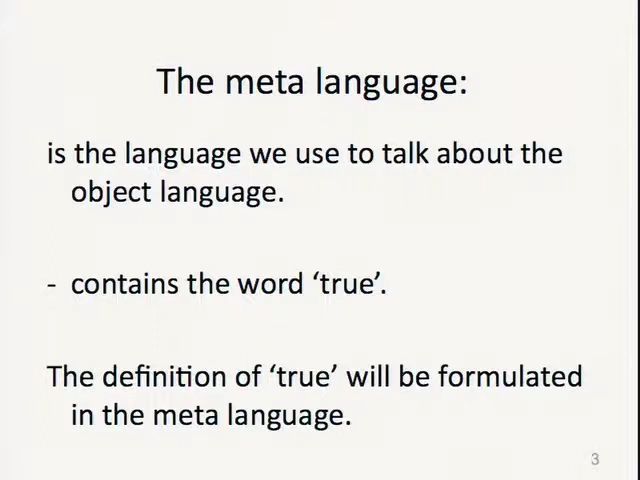 The meta language:
is the language we use to talk about the
object language.
- contains the word ‘true’.
The definition of ‘true’ will be formulated
in the meta language.
3